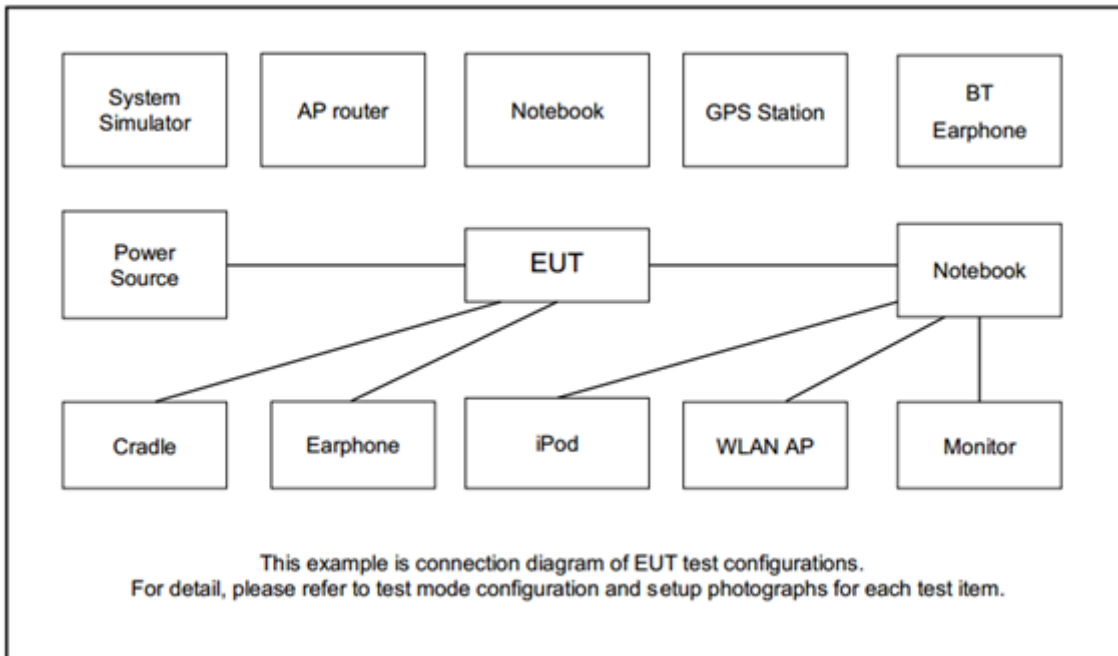 System
Simulator
AP router
Notebook
GPS Station
BT
Earphone
Power
Source
EUT
Notebook
Cradle
Earphone
iPod
WLAN AP
Monitor
This example is connection diagram of EUT test configurations.
For detail, please refer to test mode configuration and setup photographs for each test item.